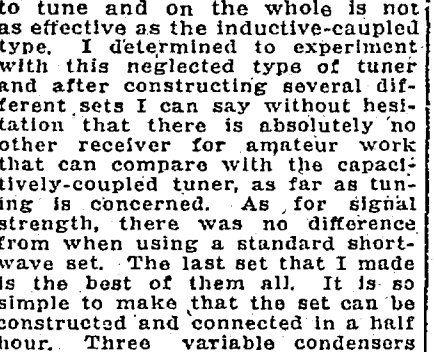 to tune and on the whole is not
as effective as the inductive-caupled
type. I determined to experiment
with this neglected type of tuner
and after constructing several dif-
ferent sets I can say without hesi-
tation that there is absolutely no
other receiver for amateur work
that can compare with the capaci-
tively-coupled tuner, as far as tun-
ing is concerned. As for signal
strength, there was no difference
from when using a standard short-
wave set. The last set that I made
is the best of them all. It is so
simple to make that the set can be
constructed and connected in a half
hour. Three variable condensers